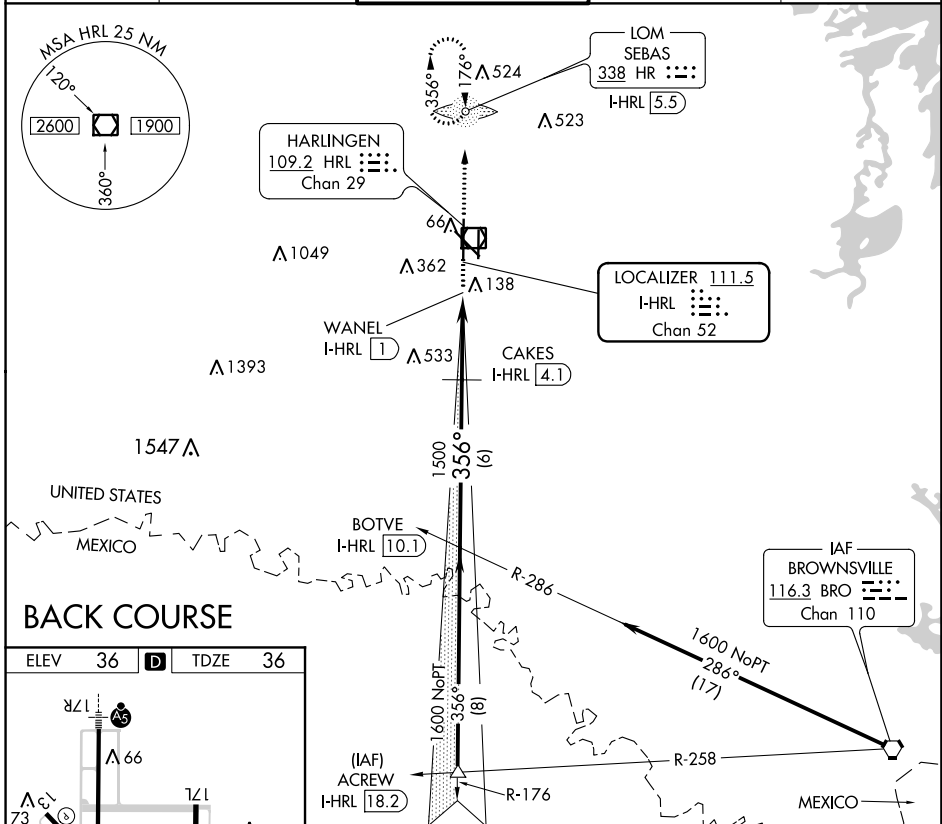 MSA HRL 25 NM
120°
2600
1900
360°
356°
176°
524
LOM
SEBAS
338 HR
I-HRL 5.5
523
HARLINGEN
109.2 HRL
Chan 29
66
1049
362
138
LOCALIZER 111.5
I-HRL
Chan 52
WANEL
I-HRL 1
533
CAKES
I-HRL 4.1
1393
1547
1500
356°
(6)
UNITED STATES
MEXICO
BOTVE
I-HRL 10.1
R-286
IAF
BROWNSVILLE
116.3 BRO
Chan 110
BACK COURSE
1600 NoPT
286°
(17)
ELEV 36 D TDZE 36
1600 NoPT
356°
(8)
17R
A5
66
R-258
(IAF)
ACREW
I-HRL 18.2
R-176
MEXICO
17L
13
P
73